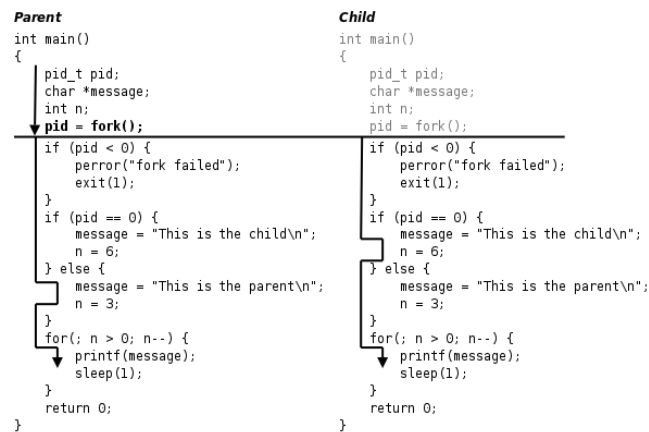 Parent
int main()
{
    pid_t pid;
    char *message;
    int n;
    pid = fork();
    if (pid < 0) {
        perror("fork failed");
        exit(1);
    }
    if (pid == 0) {
        message = "This is the child\n";
        n = 6;
    } else {
        message = "This is the parent\n";
        n = 3;
    }
    for(; n > 0; n--) {
        printf(message);
        sleep(1);
    }
    return 0;
}
Child
int main()
{
    pid_t pid;
    char *message;
    int n;
    pid = fork();
    if (pid < 0) {
        perror("fork failed");
        exit(1);
    }
    if (pid == 0) {
        message = "This is the child\n";
        n = 6;
    } else {
        message = "This is the parent\n";
        n = 3;
    }
    for(; n > 0; n--) {
        printf(message);
        sleep(1);
    }
    return 0;
}